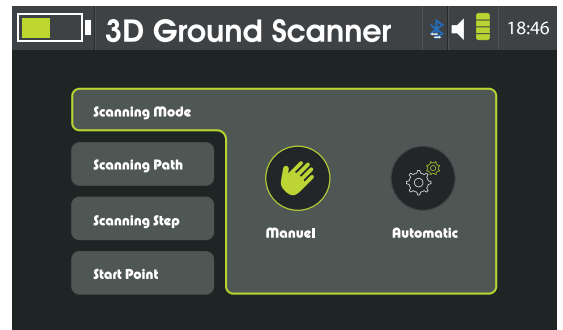 3D Ground Scanner
18:46
Scanning Mode
Scanning Path
Scanning Step
Start Point
Manuel
Automatic